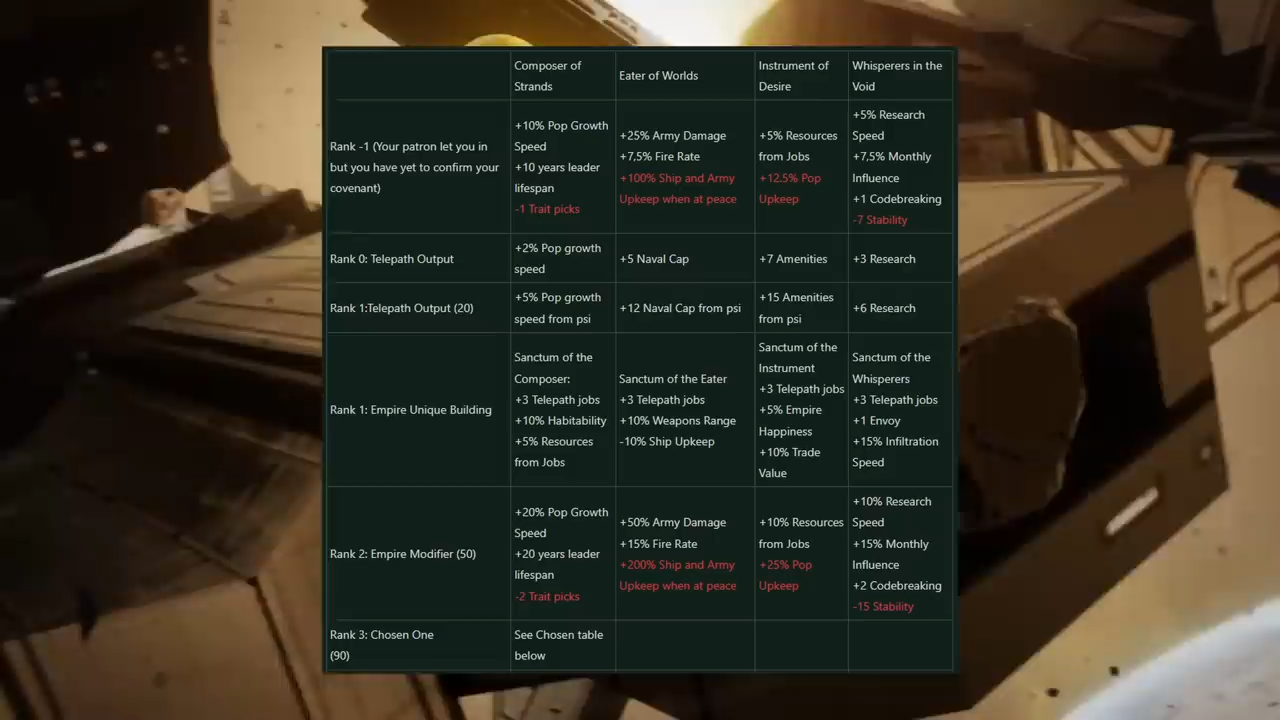 Composer of
Strands
Eater of Worlds
Instrument of
Desire
Whisperers in the
Void
Rank -1 (Your patron let you in
but you have yet to confirm your
covenant)
+10% Pop Growth
Speed
+10 years leader
lifespan
-1 Trait picks
+25% Army Damage
+7,5% Fire Rate
+100% Ship and Army
Upkeep when at peace
+5% Resources
from Jobs
+12.5% Pop
Upkeep
+5% Research
Speed
+7,5% Monthly
Influence
+1 Codebreaking
-7 Stability
Rank 0: Telepath Output
+2% Pop growth
speed
+5 Naval Cap
+7 Amenities
+3 Research
Rank 1:Telepath Output (20)
+5% Pop growth
speed from psi
+12 Naval Cap from psi
+15 Amenities
from psi
+6 Research
Rank 1: Empire Unique Building
Sanctum of the
Composer:
+3 Telepath jobs
+10% Habitability
+5% Resources
from Jobs
Sanctum of the Eater
+3 Telepath jobs
+10% Weapons Range
-10% Ship Upkeep
Sanctum of the
Instrument
+3 Telepath jobs
+5% Empire
Happiness
+10% Trade
Value
Sanctum of the
Whisperers
+3 Telepath jobs
+1 Envoy
+15% Infiltration
Speed
Rank 2: Empire Modifier (50)
+20% Pop Growth
Speed
+20 years leader
lifespan
-2 Trait picks
+50% Army Damage
+15% Fire Rate
+200% Ship and Army
Upkeep when at peace
+10% Resources
from Jobs
+25% Pop
Upkeep
+10% Research
Speed
+15% Monthly
Influence
+2 Codebreaking
-15 Stability
Rank 3: Chosen One
(90)
See Chosen table
below